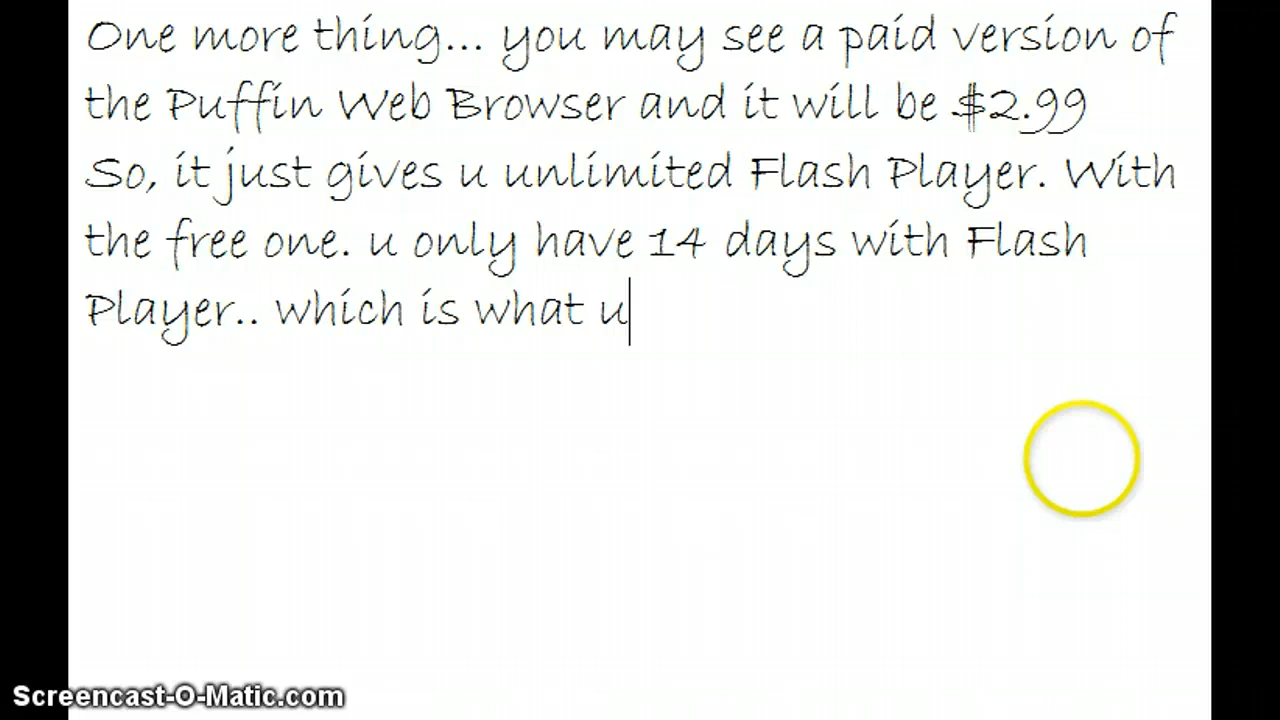 One more thing... you may see a paid version of
the Puffin Web Browser and it will be $2.99
So, it just gives u unlimited Flash Player. With
the free one. u only have 14 days with Flash
Player.. which is what u
Screencast-O-Matic.com